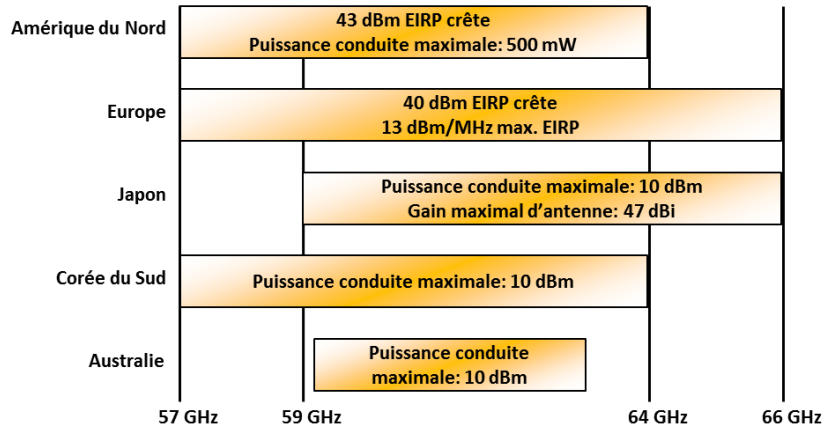 Amérique du Nord
43 dBm EIRP crête
Puissance conduite maximale: 500 mW
Europe
40 dBm EIRP crête
13 dBm/MHz max. EIRP
Japon
Puissance conduite maximale: 10 dBm
Gain maximal d'antenne: 47 dBi
Corée du Sud
Puissance conduite maximale: 10 dBm
Australie
Puissance conduite
maximale: 10 dBm
57 GHz
59 GHz
64 GHz
66 GHz